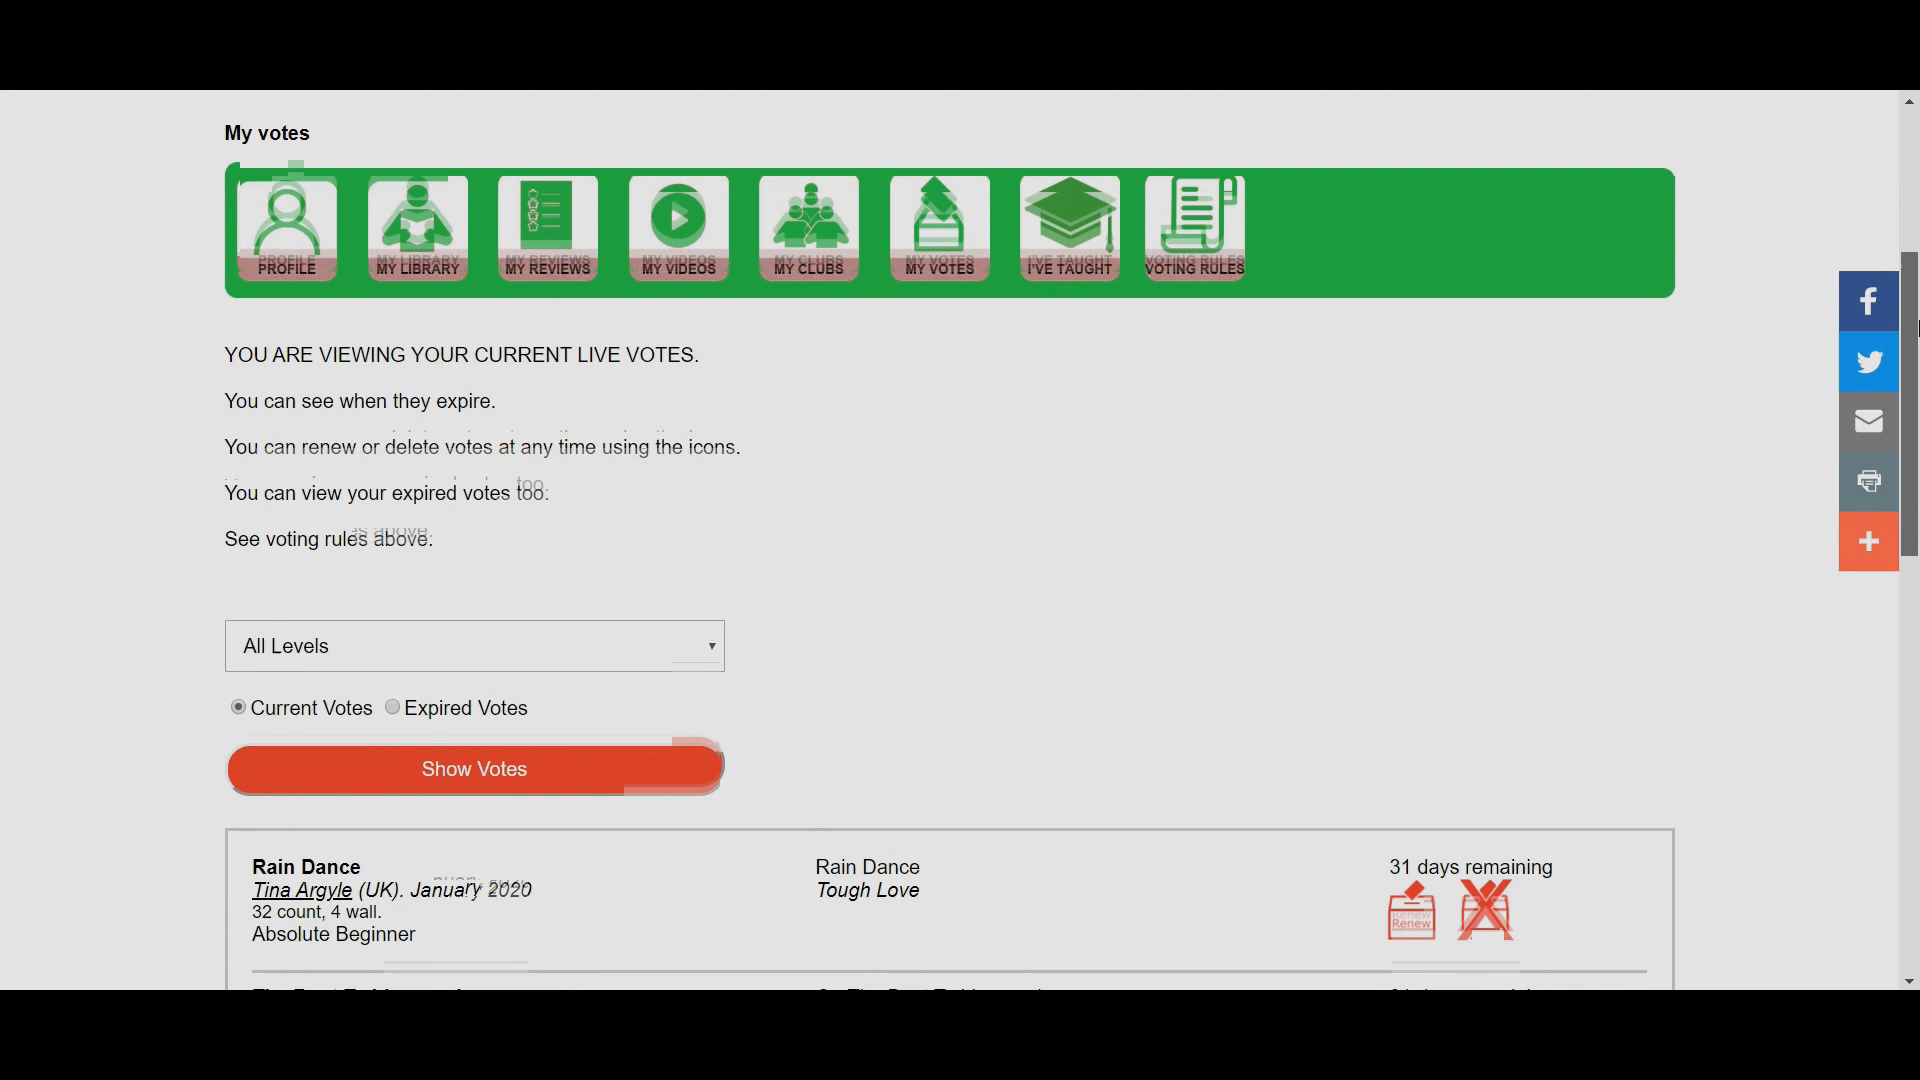 My votes
PROFILE MY LIBRARY MY REVIEWS MY VIDEOS MY CLUBS MY VOTES I'VE TAUGHT VOTING RULES
YOU ARE VIEWING YOUR CURRENT LIVE VOTES.
You can see when they expire.
You can renew or delete votes at any time using the icons.
You can view your expired votes too.
See voting rules above.
All Levels
Current Votes Expired Votes
Show Votes
Rain Dance Rain Dance 31 days remaining
Tina Argyle (UK). January 2020 Tough Love
32 count, 4 wall. Renew
Absolute Beginner